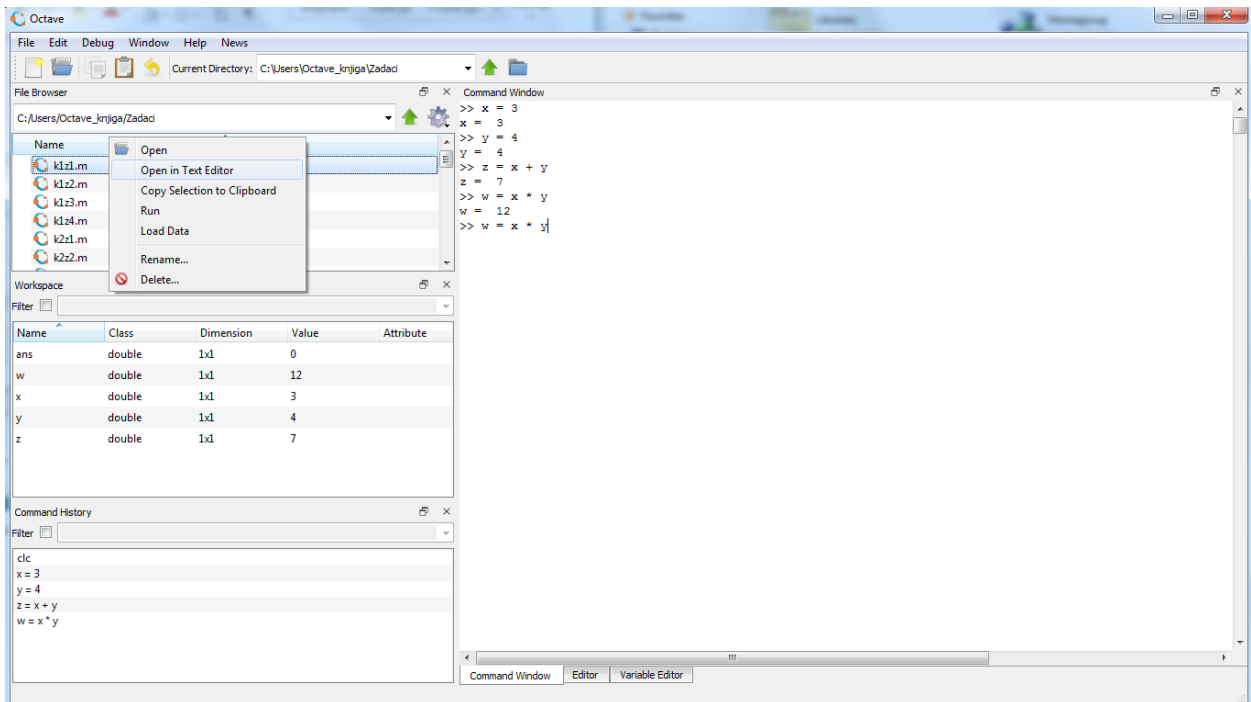 Octave
File Edit Debug Window Help News
Current Directory: C:\Users\Octave_knjiga\Zadaci
File Browser
C:/Users/Octave_knjiga/Zadaci
Name
k1z1.m
k1z2.m
k1z3.m
k1z4.m
k2z1.m
k2z2.m
Open
Open in Text Editor
Copy Selection to Clipboard
Run
Load Data
Rename...
Delete...
Workspace
Filter
Name Class Dimension Value Attribute
ans double 1x1 0
w double 1x1 12
x double 1x1 3
y double 1x1 4
z double 1x1 7
Command History
Filter
clc
x = 3
y = 4
z = x + y
w = x * y
Command Window
>> x = 3
x = 3
>> y = 4
y = 4
>> z = x + y
z = 7
>> w = x * y
w = 12
>> w = x * y
Command Window Editor Variable Editor